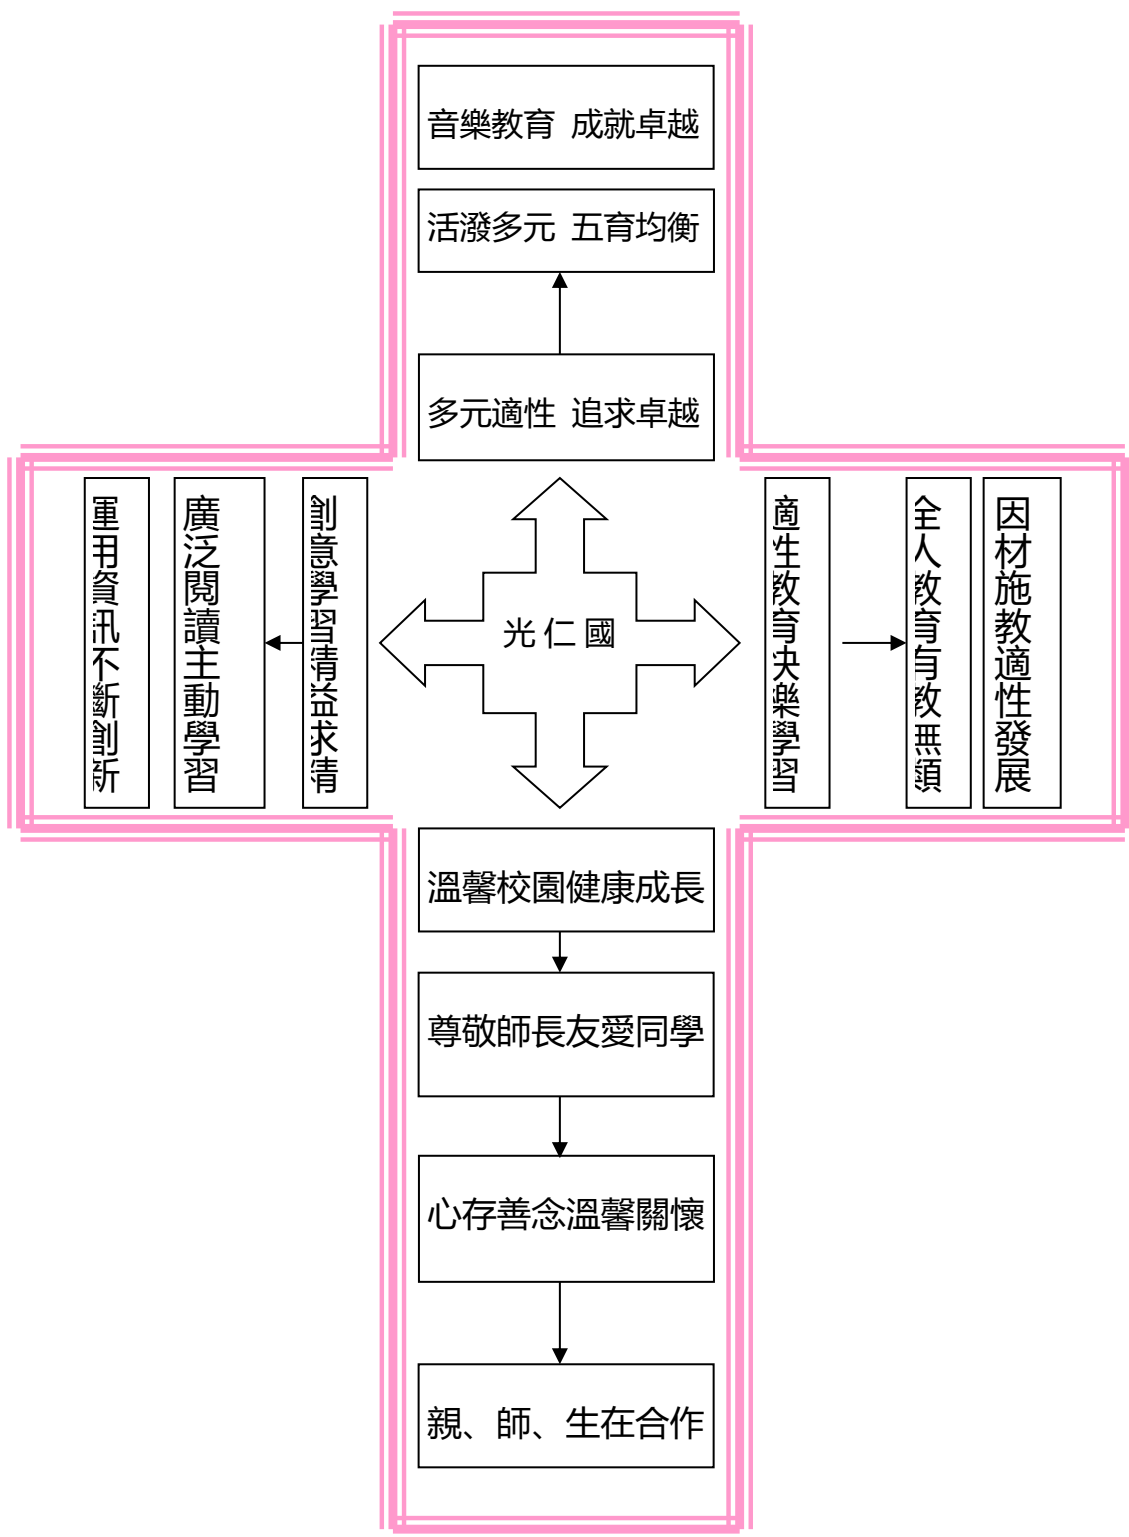 音樂教育 成就卓越
活潑多元 五育均衡
多元適性 追求卓越
運用資訊不斷創新
廣泛閱讀主動學習
創意學習精益求精
光仁國
適性教育快樂學習
全人教育有教無類
因材施教適性發展
溫馨校園健康成長
尊敬師長友愛同學
心存善念溫馨關懷
親、師、生在合作